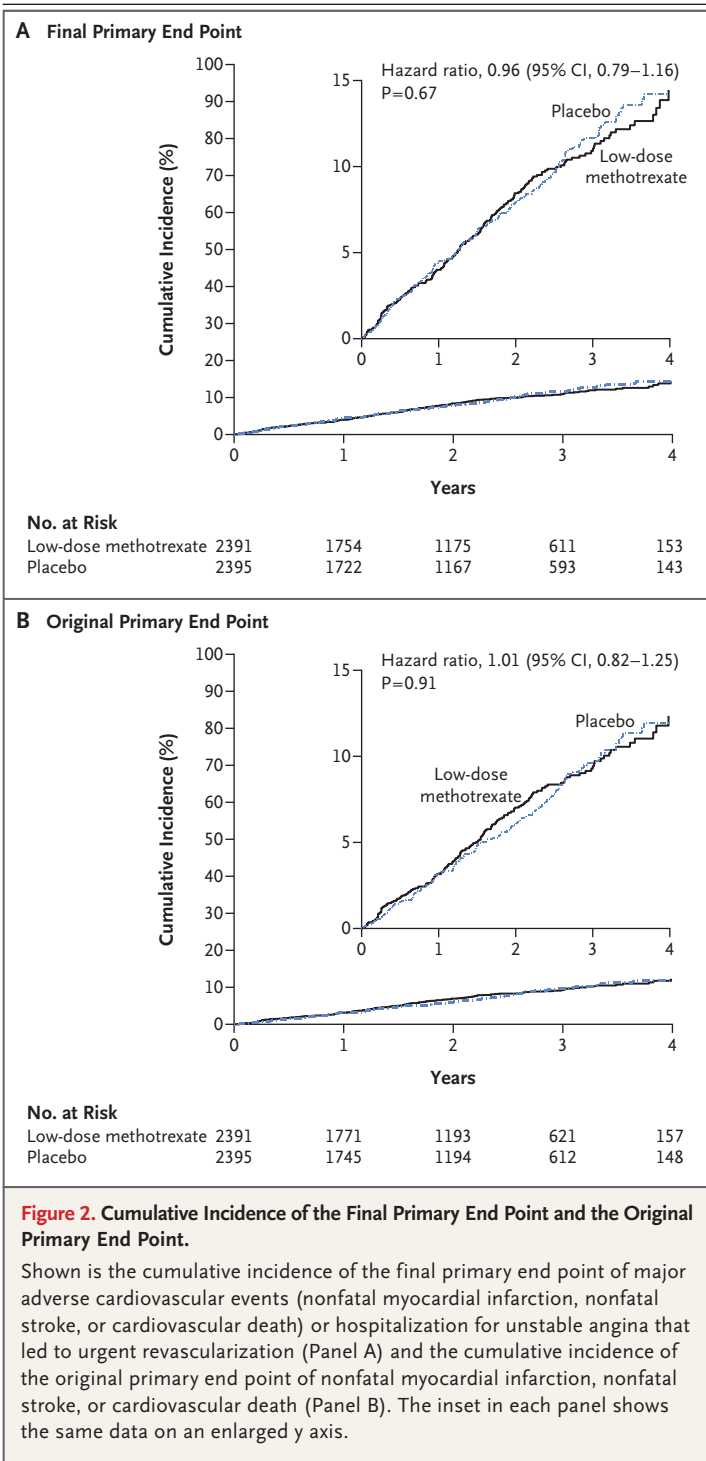 A Final Primary End Point
Cumulative Incidence (%)
100
90
80
70
60
50
40
30
20
10
0
0 1 2 3 4
Years
15
10
5
0
0 1 2 3 4
Hazard ratio, 0.96 (95% CI, 0.79–1.16)
P=0.67
Placebo
Low-dose
methotrexate
No. at Risk
Low-dose methotrexate 2391 1754 1175 611 153
Placebo 2395 1722 1167 593 143
B Original Primary End Point
Cumulative Incidence (%)
100
90
80
70
60
50
40
30
20
10
0
0 1 2 3 4
Years
15
10
5
0
0 1 2 3 4
Hazard ratio, 1.01 (95% CI, 0.82–1.25)
P=0.91
Placebo
Low-dose
methotrexate
No. at Risk
Low-dose methotrexate 2391 1771 1193 621 157
Placebo 2395 1745 1194 612 148
Figure 2. Cumulative Incidence of the Final Primary End Point and the Original
Primary End Point.
Shown is the cumulative incidence of the final primary end point of major
adverse cardiovascular events (nonfatal myocardial infarction, nonfatal
stroke, or cardiovascular death) or hospitalization for unstable angina that
led to urgent revascularization (Panel A) and the cumulative incidence of
the original primary end point of nonfatal myocardial infarction, nonfatal
stroke, or cardiovascular death (Panel B). The inset in each panel shows
the same data on an enlarged y axis.